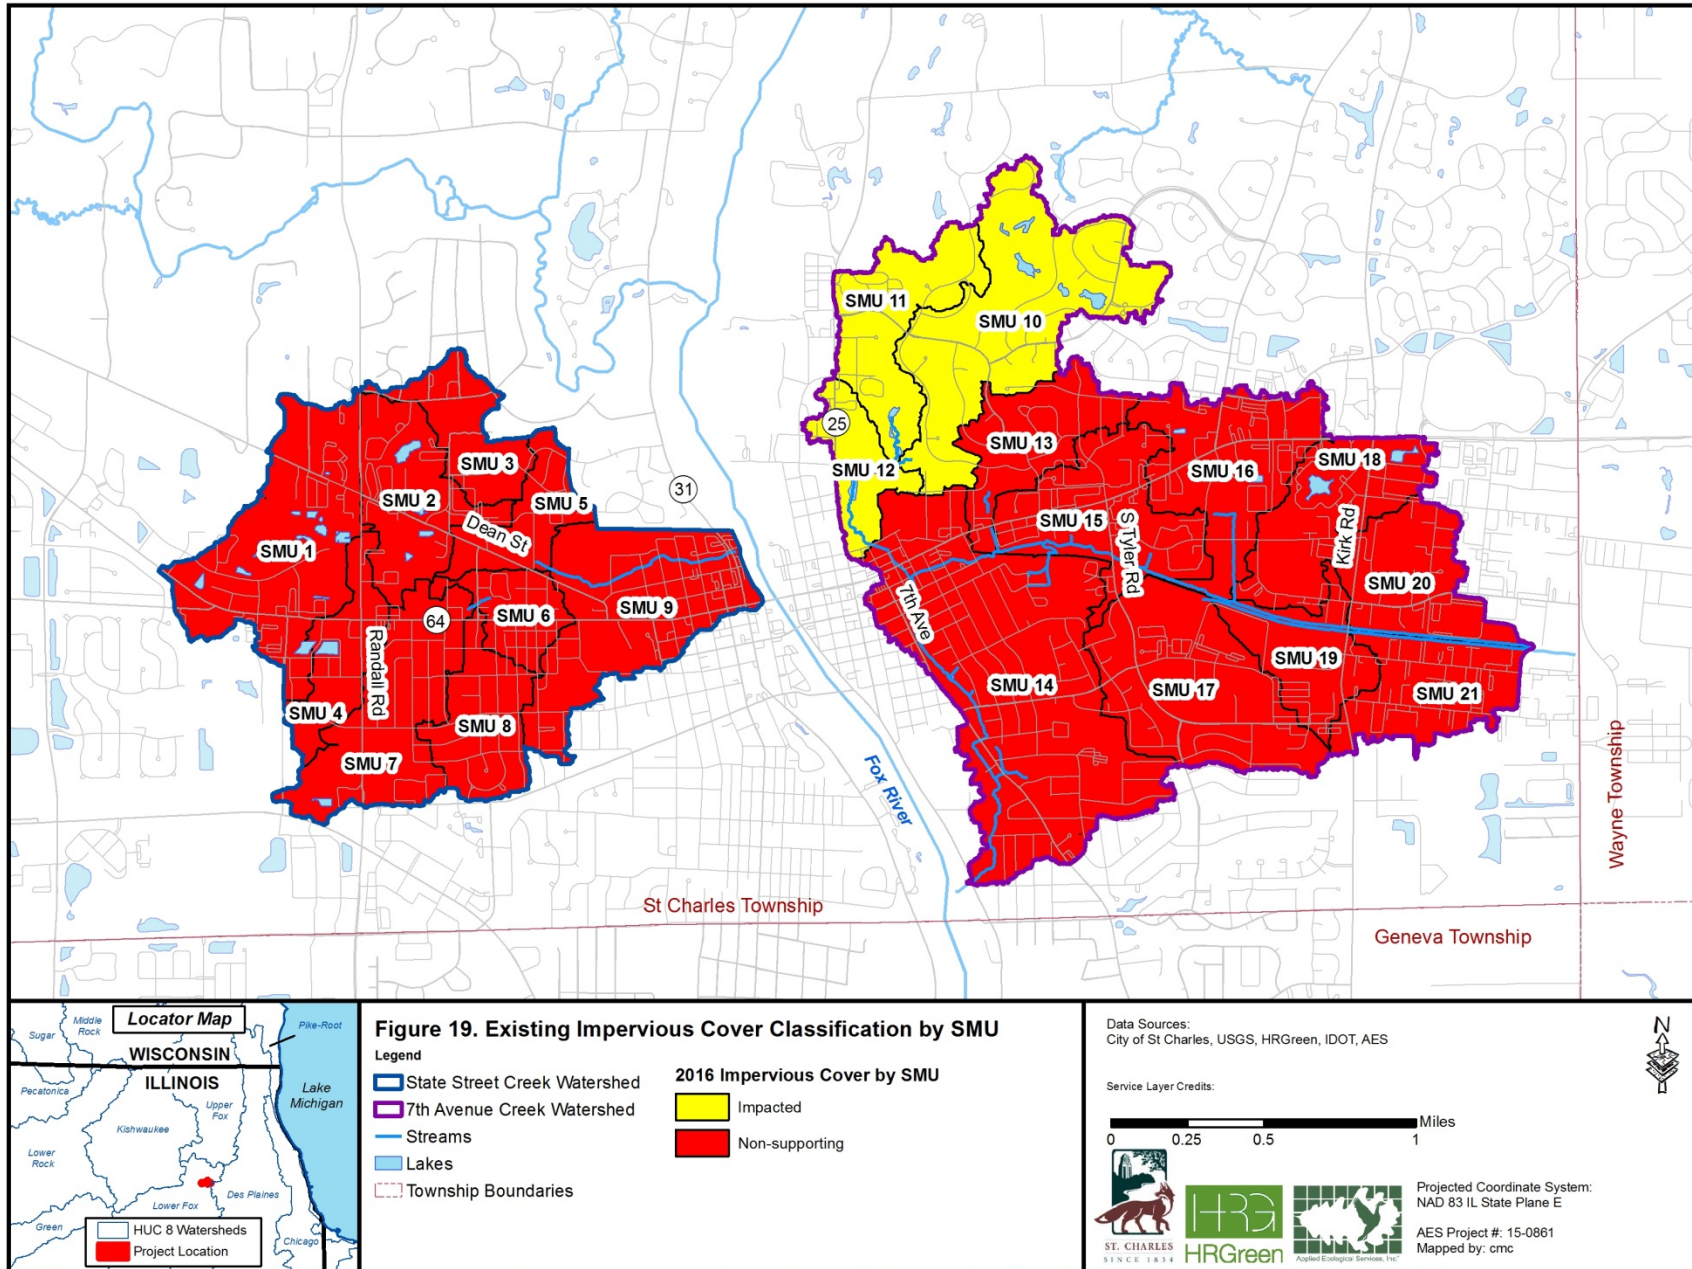 SMU 11
SMU 10
25
SMU 12
SMU 13
SMU 16
SMU 18
SMU 3
SMU 2
SMU 5
31
Dean St
SMU 15
S Tyler Rd
Kirk Rd
SMU 1
SMU 20
SMU 9
SMU 6
64
7th Ave
Randall Rd
SMU 19
SMU 14
SMU 17
SMU 21
SMU 4
SMU 8
SMU 7
Fox River
Wayne Township
St Charles Township
Geneva Township
Locator Map
Sugar
Middle
Rock
Pike-Root
WISCONSIN
ILLINOIS
Pecatonica
Lake
Michigan
Upper
Fox
Kishwaukee
Lower
Rock
Des Plaines
Lower Fox
Green
Chicago
HUC 8 Watersheds
Project Location
Figure 19. Existing Impervious Cover Classification by SMU
Legend
State Street Creek Watershed
7th Avenue Creek Watershed
Streams
Lakes
Township Boundaries
2016 Impervious Cover by SMU
Impacted
Non-supporting
Data Sources:
City of St Charles, USGS, HRGreen, IDOT, AES
Service Layer Credits:
N
Miles
0 0.25 0.5 1
ST. CHARLES
SINCE 1834
HRG
HRGreen
Applied Ecological Services, Inc.
Projected Coordinate System:
NAD 83 IL State Plane E
AES Project #: 15-0861
Mapped by: cmc